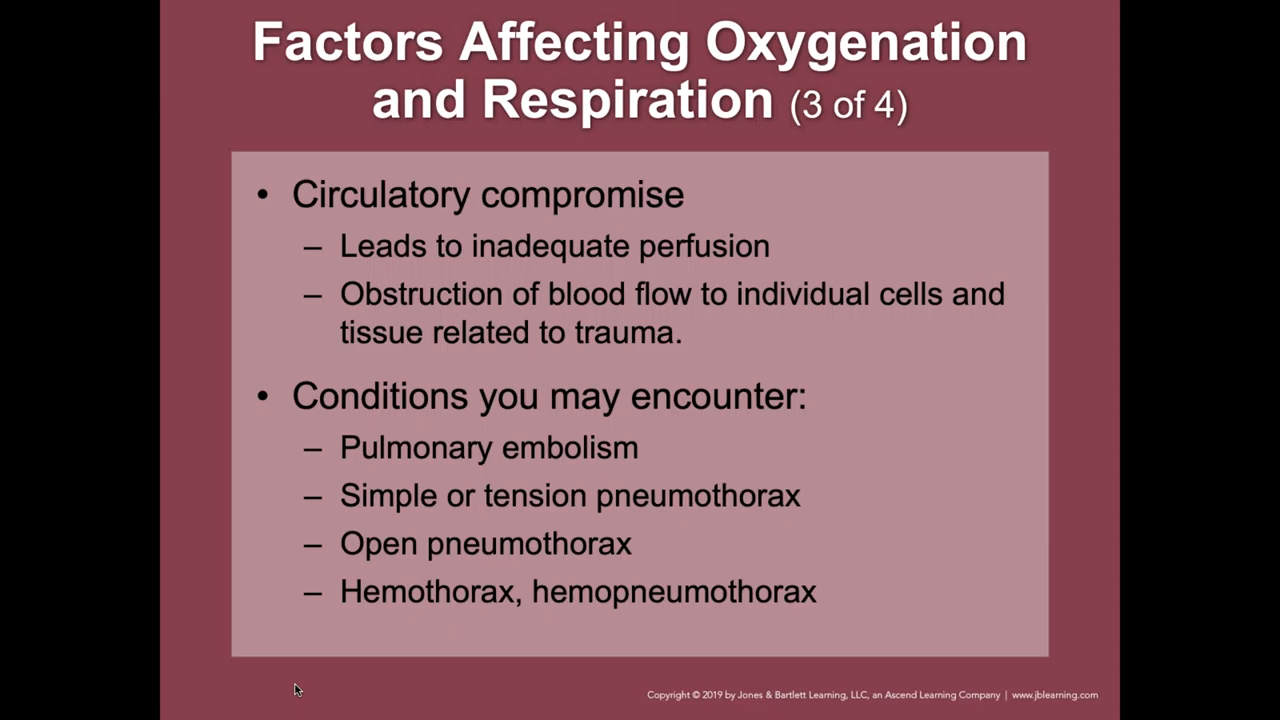 Factors Affecting Oxygenation
and Respiration (3 of 4)
• Circulatory compromise
– Leads to inadequate perfusion
– Obstruction of blood flow to individual cells and
tissue related to trauma.
• Conditions you may encounter:
– Pulmonary embolism
– Simple or tension pneumothorax
– Open pneumothorax
– Hemothorax, hemopneumothorax
Copyright © 2019 by Jones & Bartlett Learning, LLC, an Ascend Learning Company | www.jblearning.com